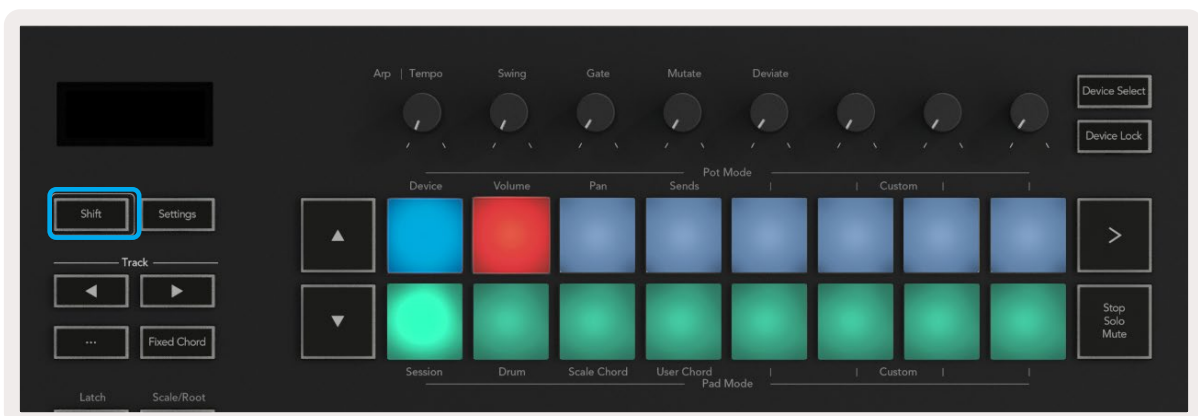 Arp | Tempo Swing Gate Mutate Deviate
Device Select
Device Lock
Pot Mode
Device Volume Pan Sends Custom
Shift Settings
Track
... Fixed Chord
Stop
Solo
Mute
Session Drum Scale Chord User Chord Custom
Pad Mode
Latch Scale/Root